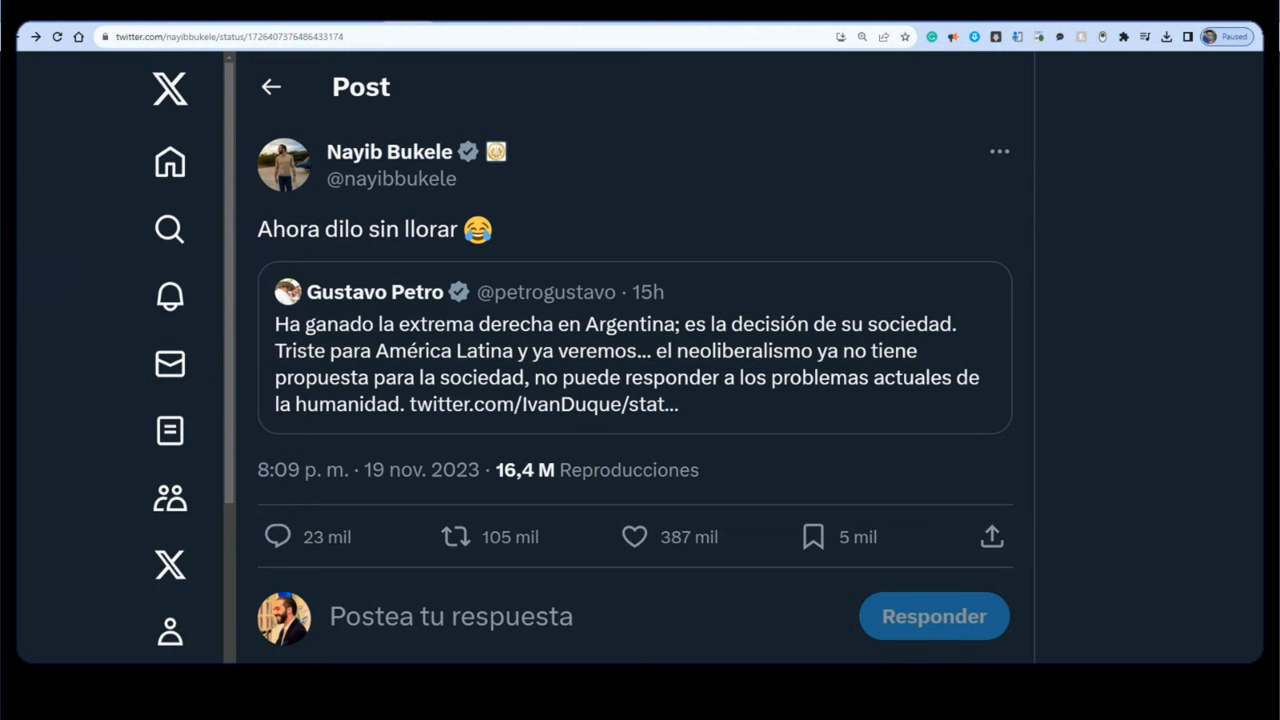 twitter.com/nayibbukele/status/1726407376486433174
Paused
Post
Nayib Bukele
@nayibbukele
Ahora dilo sin llorar 😂
Gustavo Petro @petrogustavo · 15h
Ha ganado la extrema derecha en Argentina; es la decisión de su sociedad.
Triste para América Latina y ya veremos... el neoliberalismo ya no tiene
propuesta para la sociedad, no puede responder a los problemas actuales de
la humanidad. twitter.com/IvanDuque/stat...
8:09 p. m. · 19 nov. 2023 · 16,4 M Reproducciones
23 mil 105 mil 387 mil 5 mil
Postea tu respuesta Responder